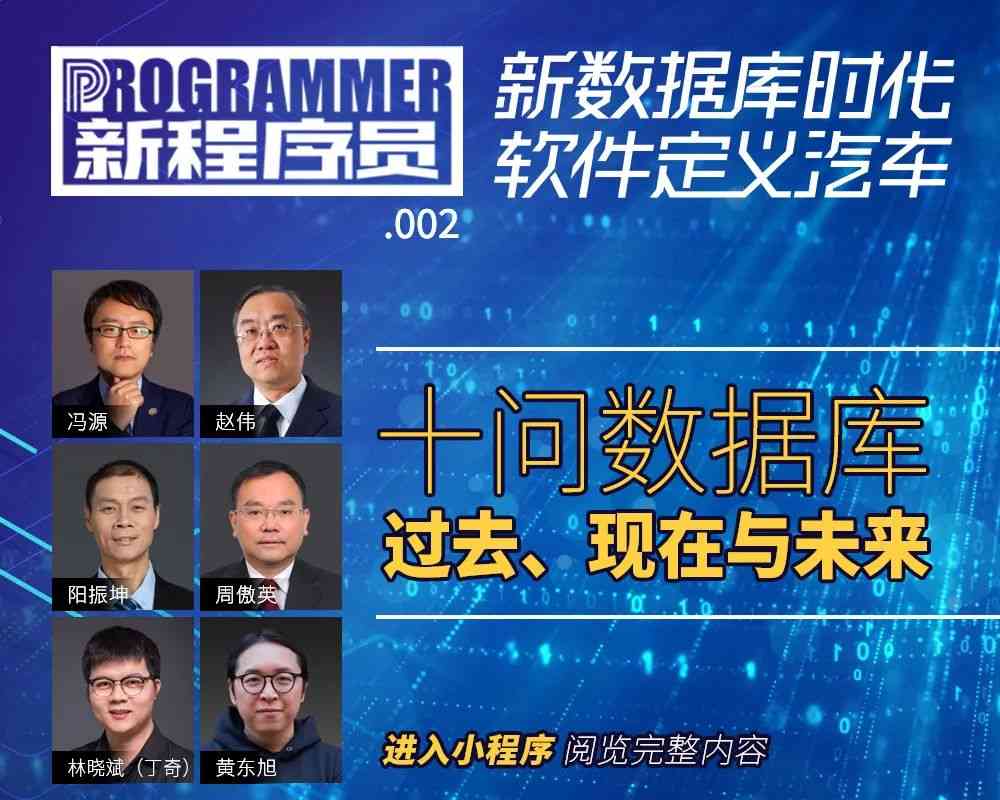 PROGRAMMER
新程序员
.002
新数据库时代
软件定义汽车
冯源
赵伟
阳振坤
周傲英
林晓斌（丁奇）
黄东旭
十问数据库
过去、现在与未来
进入小程序 阅览完整内容